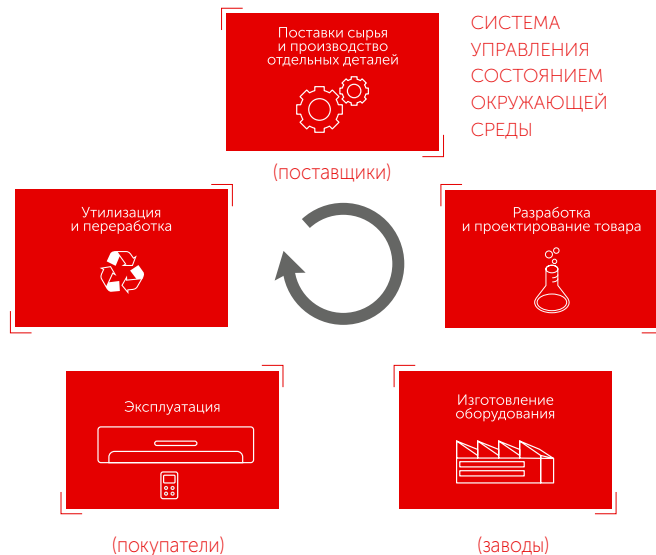 Поставки сырья
и производство
отдельных деталей
СИСТЕМА
УПРАВЛЕНИЯ
СОСТОЯНИЕМ
ОКРУЖАЮЩЕЙ
СРЕДЫ
(поставщики)
Утилизация
и переработка
Разработка
и проектирование товара
Эксплуатация
Изготовление
оборудования
(покупатели)
(заводы)